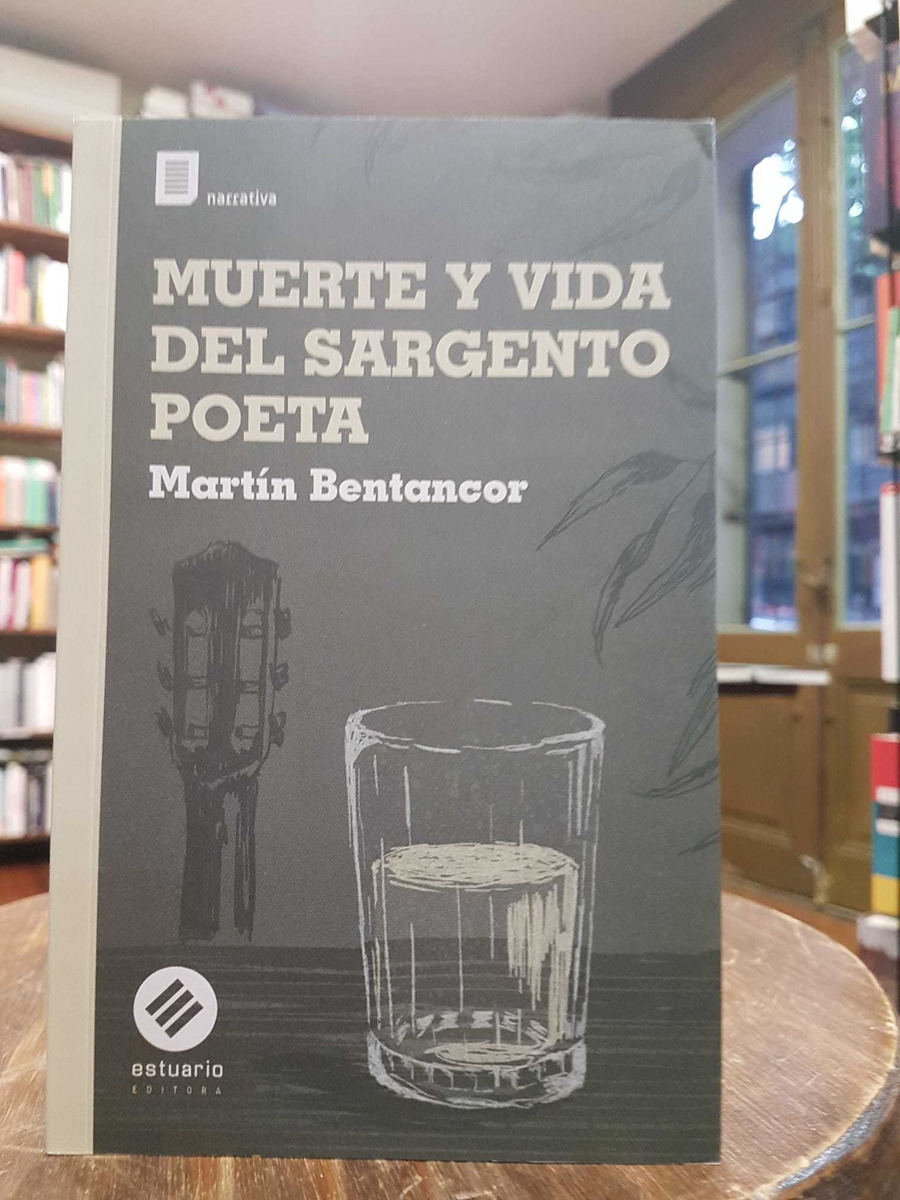 narrativa
MUERTE Y VIDA
DEL SARGENTO
POETA
Martín Bentancor
estuario
EDITORA